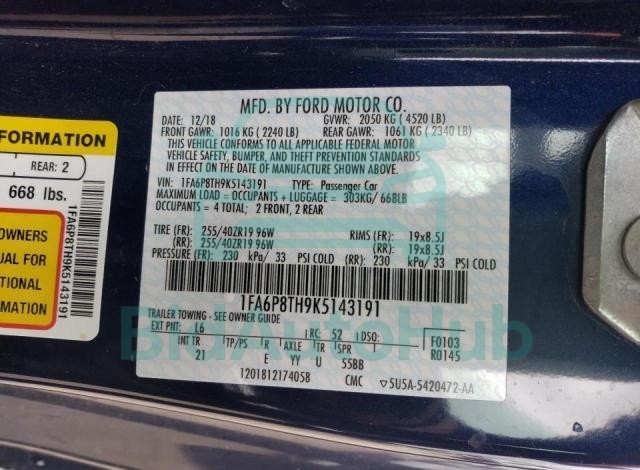 MFD. BY FORD MOTOR CO.
DATE: 12/18 GVWR: 2050 KG ( 4520 LB)
FRONT GAWR: 1016 KG ( 2240 LB) REAR GAWR: 1061 KG ( 2340 LB)
THIS VEHICLE CONFORMS TO ALL APPLICABLE FEDERAL MOTOR
VEHICLE SAFETY, BUMPER, AND THEFT PREVENTION STANDARDS
IN EFFECT ON THE DATE OF MANUFACTURE SHOWN ABOVE.
VIN: 1FA6P8TH9K5143191 TYPE: Passenger Car
MAXIMUM LOAD = OCCUPANTS + LUGGAGE = 303KG/ 668LB
OCCUPANTS = 4 TOTAL; 2 FRONT, 2 REAR
TIRE (FR): 255/40ZR19 96W RIMS (FR): 19x8.5J
(RR): 255/40ZR19 96W (RR): 19x8.5J
PRESSURE (FR): 230 kPa/ 33 PSI COLD (RR): 230 kPa/ 33 PSI COLD
1FA6P8TH9K5143191
TRAILER TOWING - SEE OWNER GUIDE
EXT PNT: L6 RC: 52 DSO: F0103
INT TR TP/PS R AXLE TR SPR R0145
21 E YY U 55BB
1201812174058 CMC 5U5A-5420472-AA
FORMATION
REAR: 2
668 lbs.
OWNERS
UAL FOR
TIONAL
MATION
1FA6P8TH9K5143191
BidAutoHub